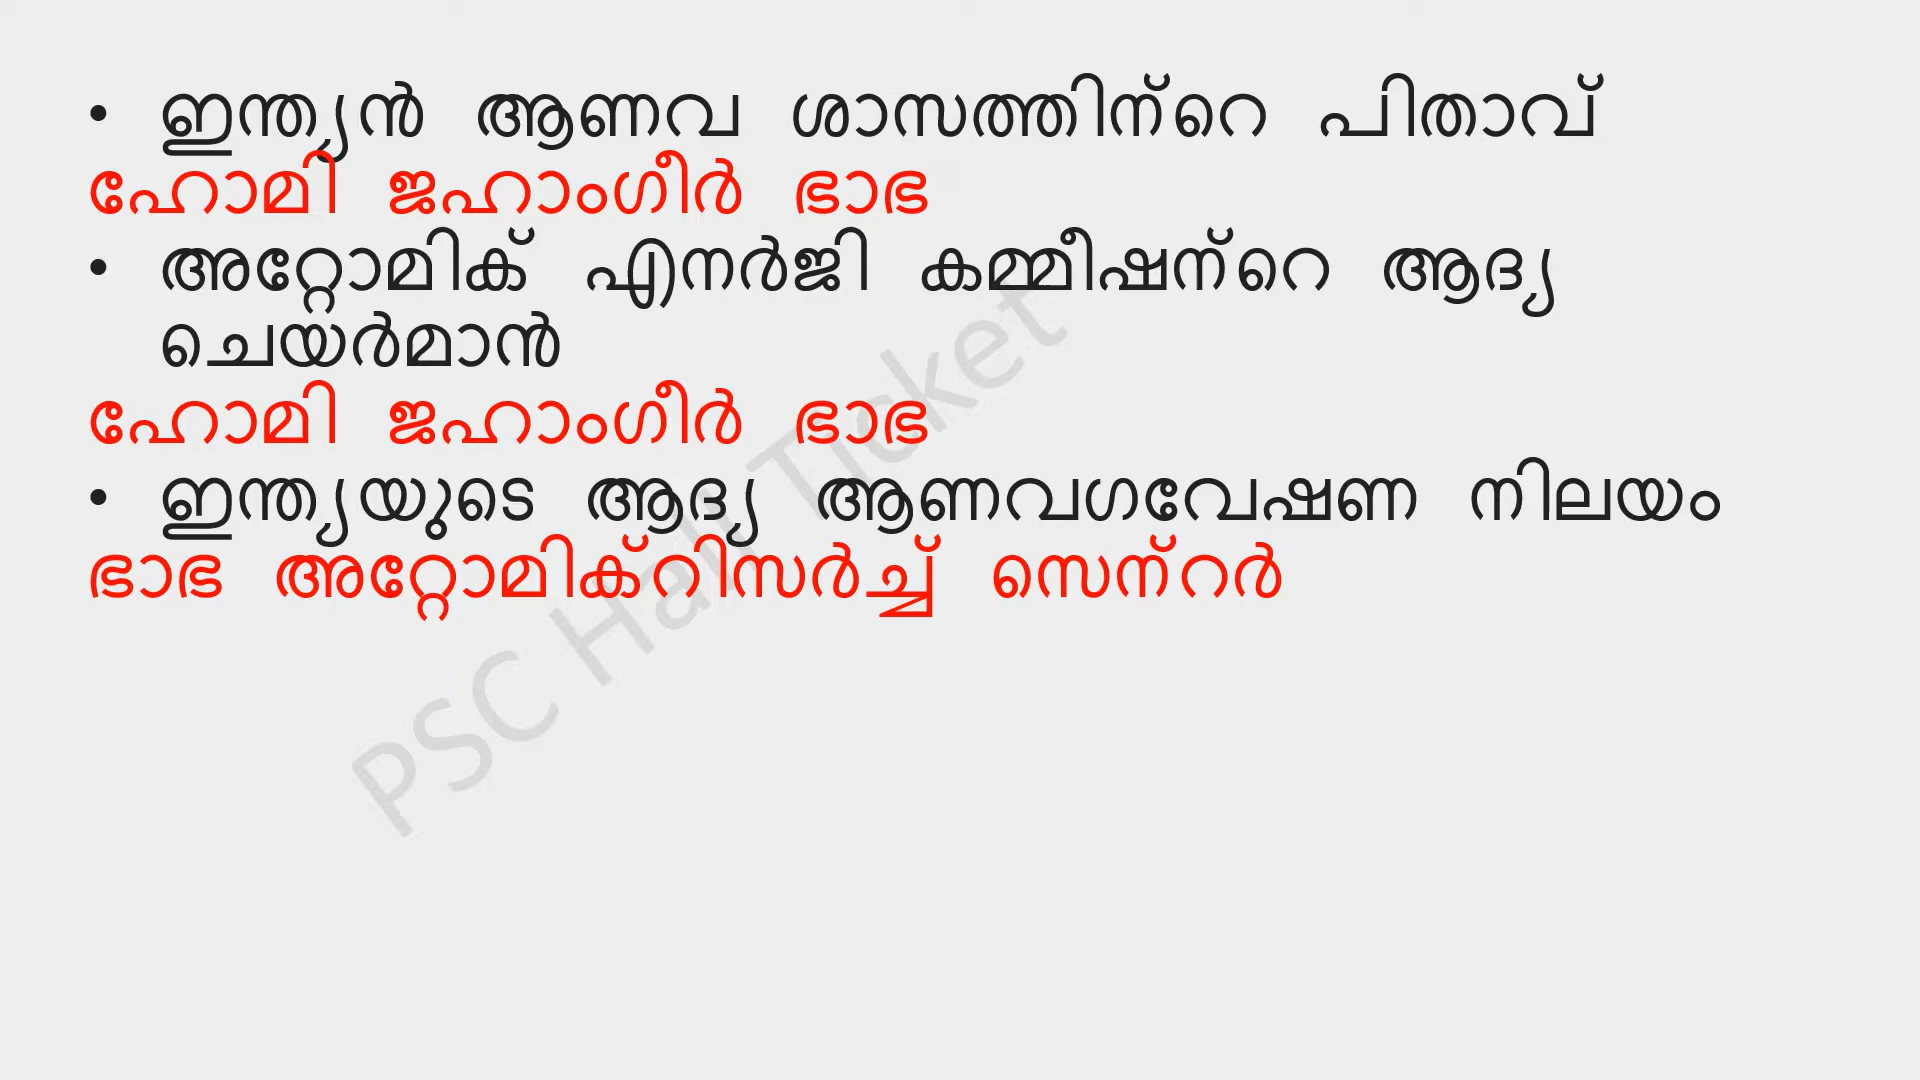 • ഇന്ത്യൻ ആണവ ശാസത്തിന്റെ പിതാവ്
ഹോമി ജഹാംഗീർ ഭാഭ
• അറ്റോമിക് എനർജി കമ്മീഷന്റെ ആദ്യ
ചെയർമാൻ
ഹോമി ജഹാംഗീർ ഭാഭ
• ഇന്ത്യയുടെ ആദ്യ ആണവഗവേഷണ നിലയം
ഭാഭ അറ്റോമിക്റിസർച്ച് സെന്റർ
PSC Hall Ticket